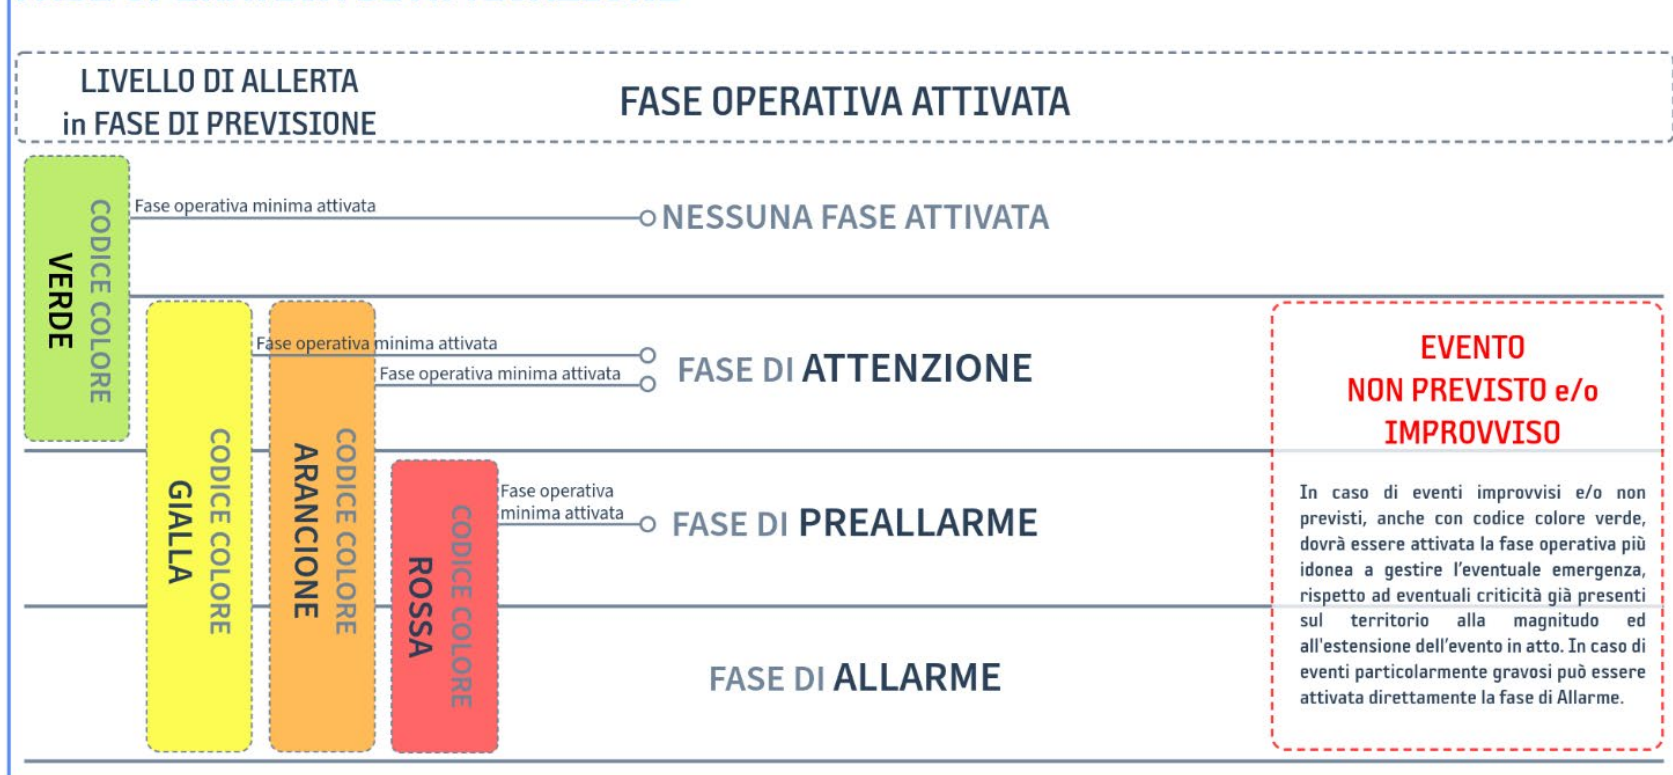 LIVELLO DI ALLERTA
in FASE DI PREVISIONE
FASE OPERATIVA ATTIVATA
CODICE COLORE
VERDE
Fase operativa minima attivata
NESSUNA FASE ATTIVATA
CODICE COLORE
GIALLA
CODICE COLORE
ARANCIONE
Fase operativa minima attivata
Fase operativa minima attivata
FASE DI ATTENZIONE
CODICE COLORE
ROSSA
Fase operativa
minima attivata
FASE DI PREALLARME
FASE DI ALLARME
EVENTO
NON PREVISTO e/o
IMPROVVISO
In caso di eventi improvvisi e/o non
previsti, anche con codice colore verde,
dovrà essere attivata la fase operativa più
idonea a gestire l'eventuale emergenza,
rispetto ad eventuali criticità già presenti
sul territorio alla magnitudo ed
all'estensione dell'evento in atto. In caso di
eventi particolarmente gravosi può essere
attivata direttamente la fase di Allarme.